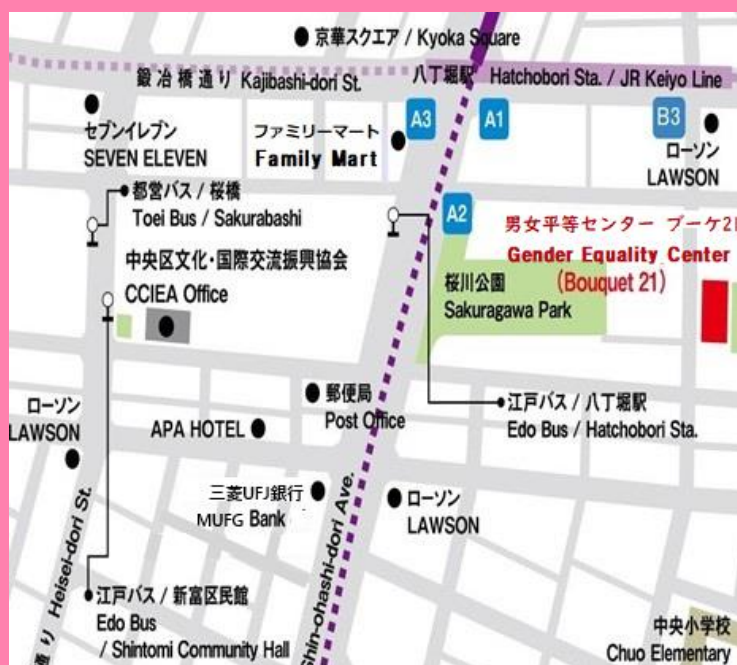 京華スクエア / Kyoka Square
鍛冶橋通り Kajibashi-dori St.
八丁堀駅 Hatchobori Sta. / JR Keiyo Line
A3
A1
B3
セブンイレブン
SEVEN ELEVEN
ファミリーマート
Family Mart
ローソン
LAWSON
都営バス / 桜橋
Toei Bus / Sakurabashi
A2
男女平等センター ブーケ2
Gender Equality Center
(Bouquet 21)
中央区文化・国際交流振興協会
CCIEA Office
桜川公園
Sakuragawa Park
郵便局
Post Office
江戸バス / 八丁堀駅
Edo Bus / Hatchobori Sta.
ローソン
LAWSON
APA HOTEL
三菱UFJ銀行
MUFG Bank
ローソン
LAWSON
通り Heisei-dori St.
Shin-ohashi-dori Ave.
江戸バス / 新富区民館
Edo Bus
/ Shintomi Community Hall
中央小学校
Chuo Elementary